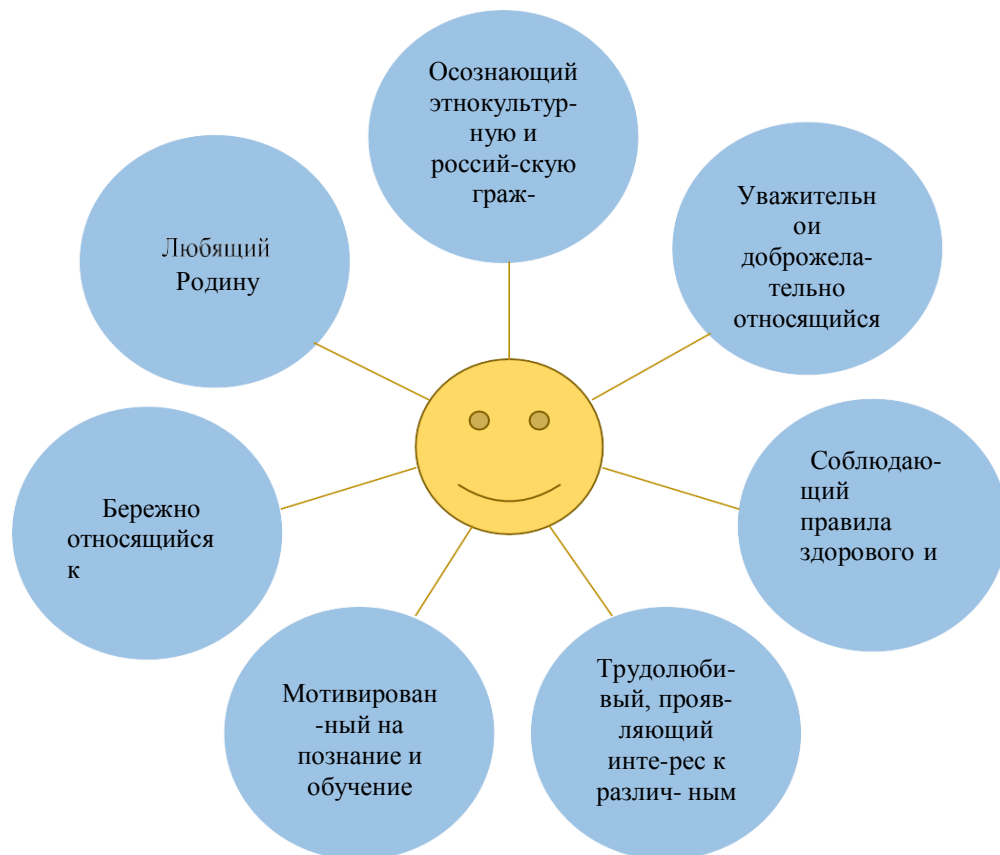 Осознающий
этнокультур-
ную и
россий-скую
граж-
Уважительн
ои
доброжела-
тельно
относящийся
Соблюдаю-
щий
правила
здорового и
Трудолюби-
вый, прояв-
ляющий
инте-рес к
различ- ным
Мотивирован
-ный на
познание и
обучение
Бережно
относящийся
к
Любящий
Родину